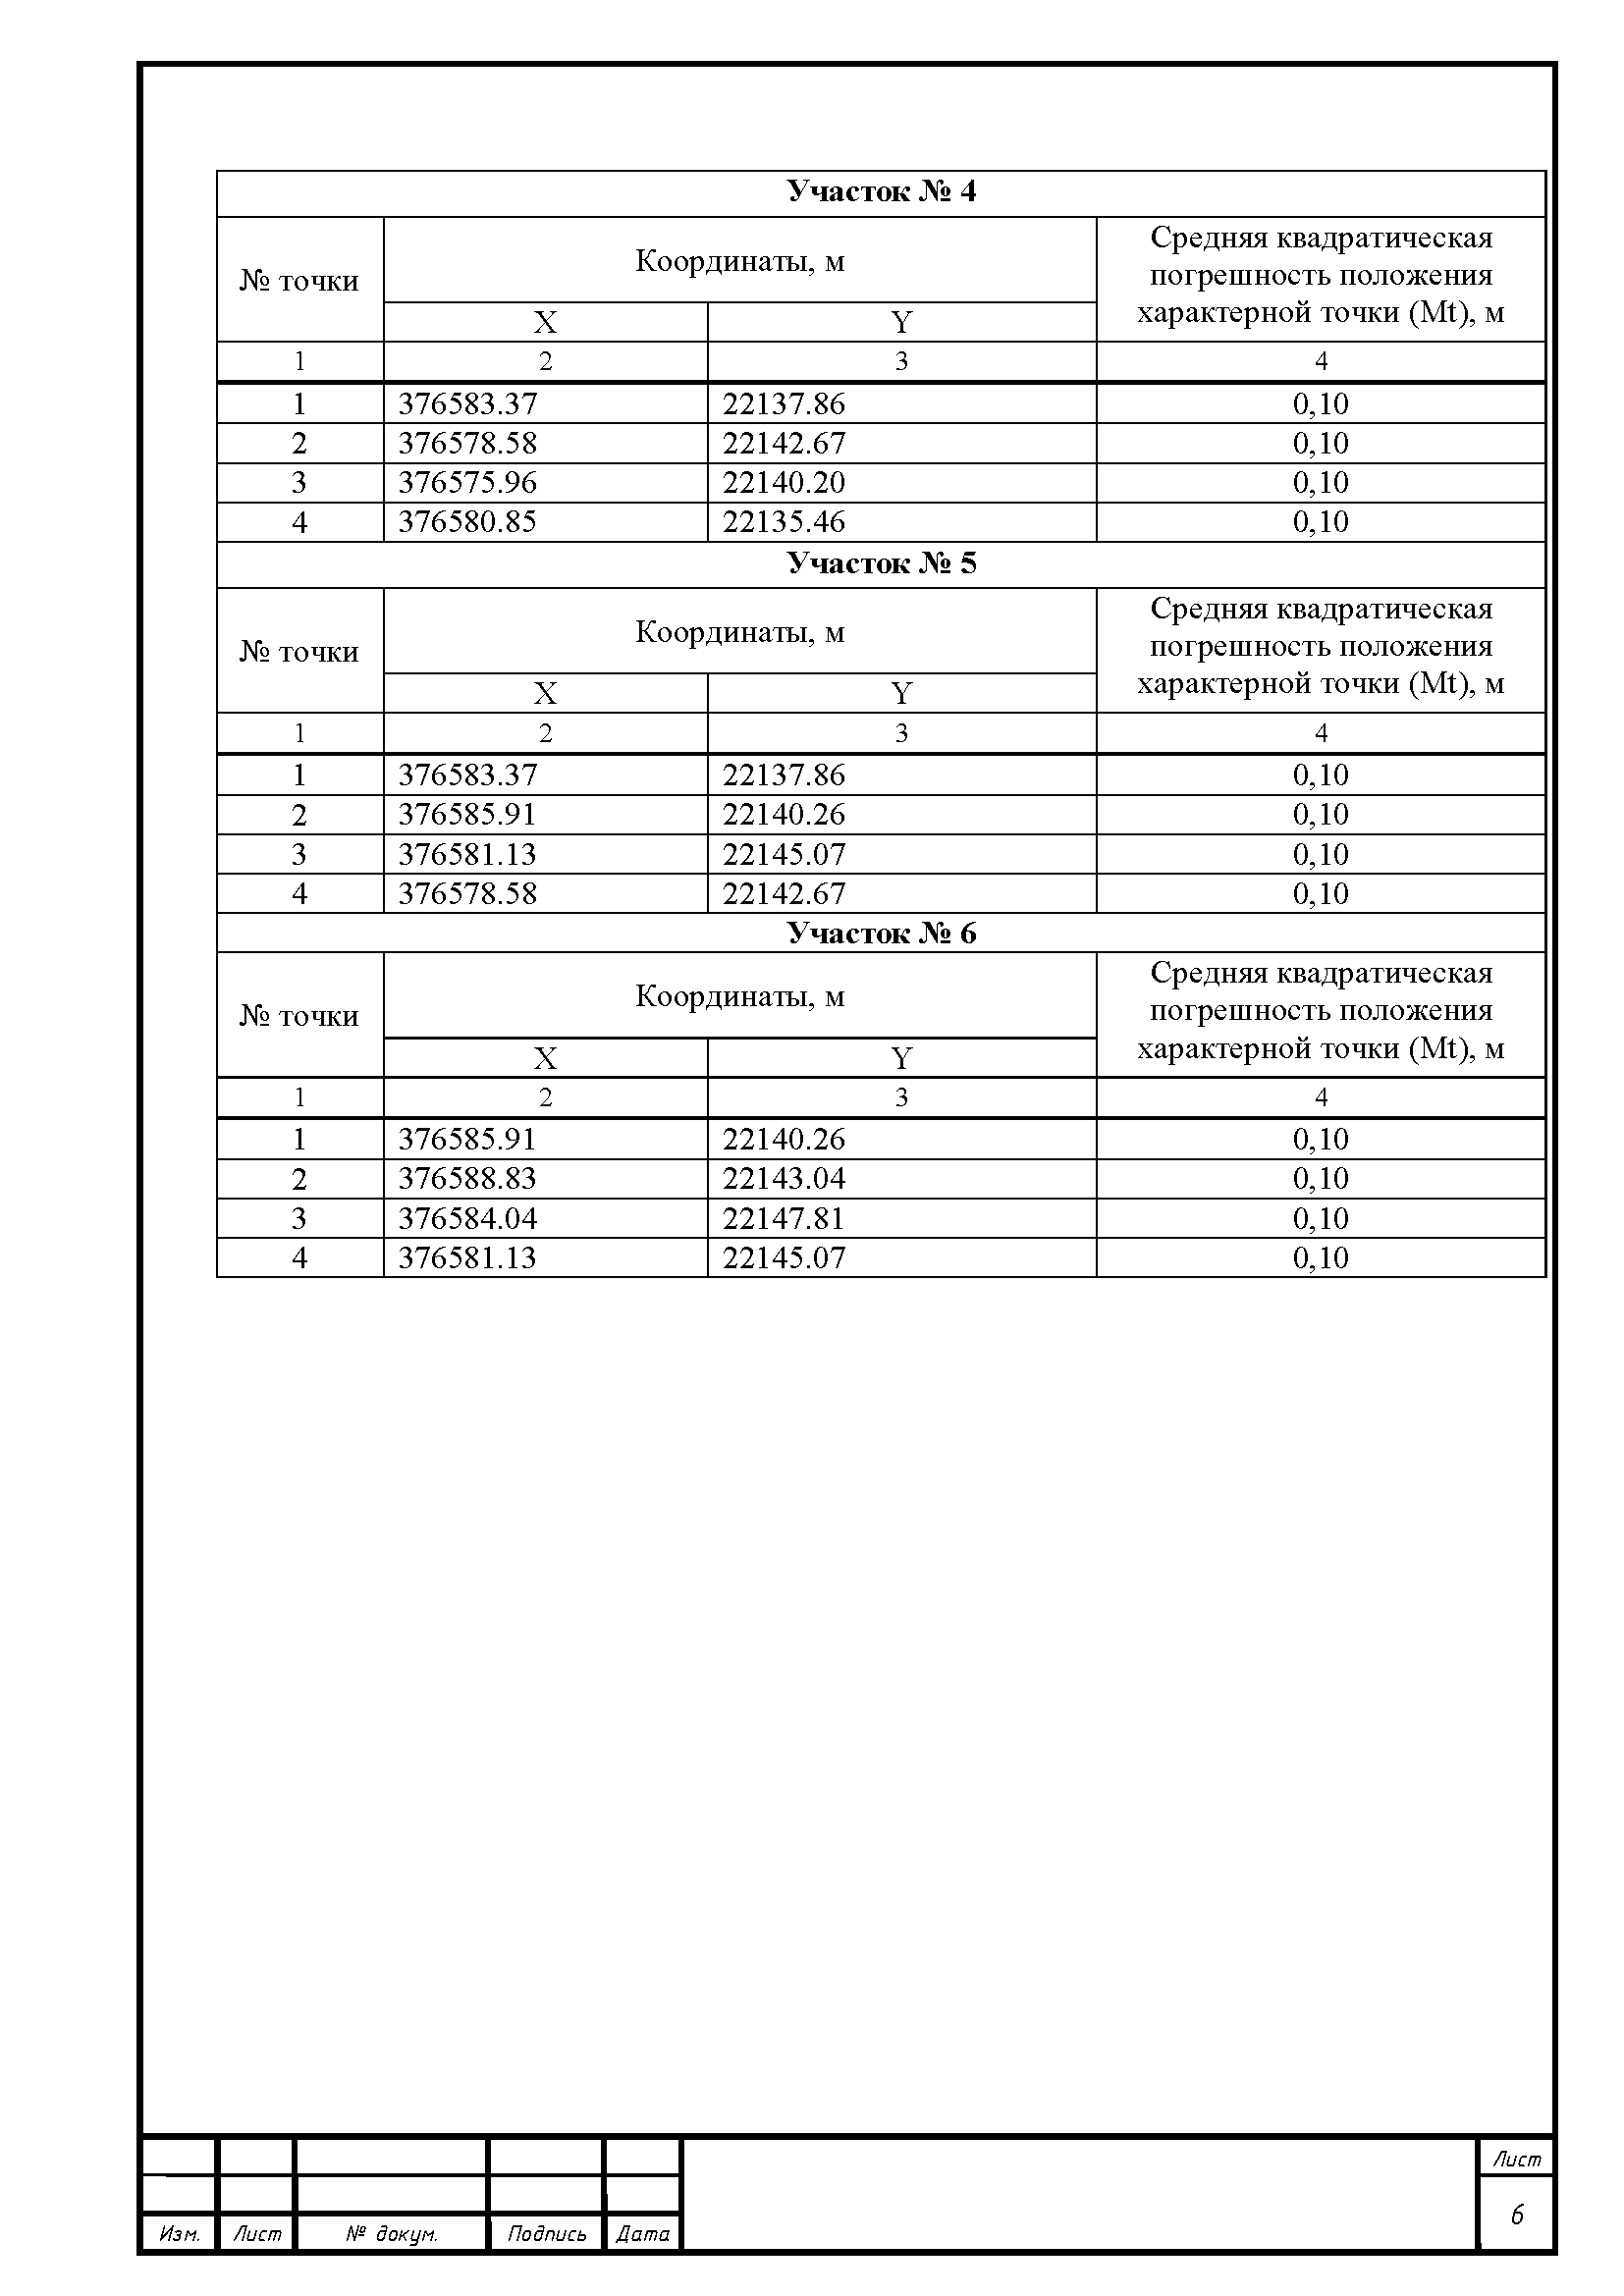 Участок № 4
№ точки Координаты, м Средняя квадратическая
погрешность положения
характерной точки (Mt), м
X Y
1 2 3 4
1 376583.37 22137.86 0,10
2 376578.58 22142.67 0,10
3 376575.96 22140.20 0,10
4 376580.85 22135.46 0,10
Участок № 5
№ точки Координаты, м Средняя квадратическая
погрешность положения
характерной точки (Mt), м
X Y
1 2 3 4
1 376583.37 22137.86 0,10
2 376585.91 22140.26 0,10
3 376581.13 22145.07 0,10
4 376578.58 22142.67 0,10
Участок № 6
№ точки Координаты, м Средняя квадратическая
погрешность положения
характерной точки (Mt), м
X Y
1 2 3 4
1 376585.91 22140.26 0,10
2 376588.83 22143.04 0,10
3 376584.04 22147.81 0,10
4 376581.13 22145.07 0,10
Лист
6
Изм. Лист № докум. Подпись Дата